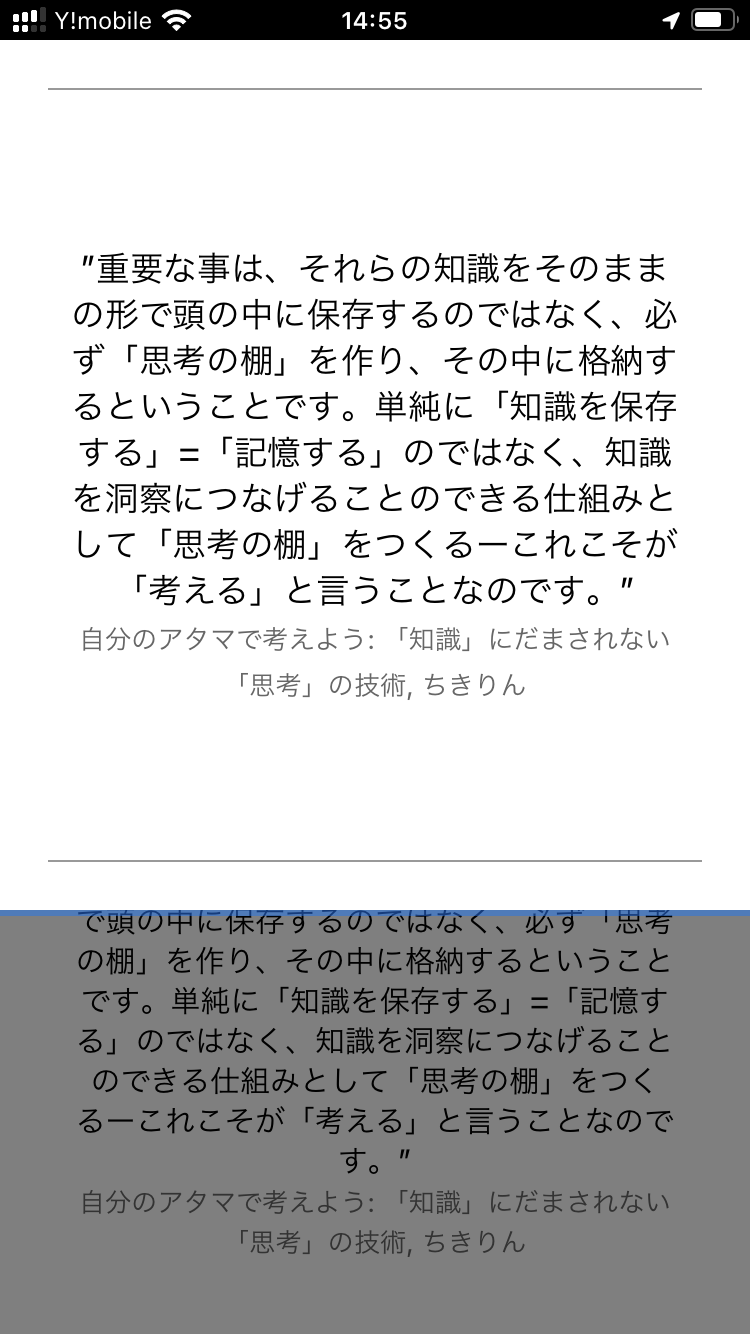 Y!mobile 14:55
"重要な事は、それらの知識をそのまま
の形で頭の中に保存するのではなく、必
ず「思考の棚」を作り、その中に格納す
るということです。単純に「知識を保存
する」=「記憶する」のではなく、知識
を洞察につなげることのできる仕組みと
して「思考の棚」をつくるーこれこそが
「考える」と言うことなのです。"
自分のアタマで考えよう: 「知識」にだまされない
「思考」の技術, ちきりん
で頭の中に保存するのではなく、必ず「思考
の棚」を作り、その中に格納するということ
です。単純に「知識を保存する」=「記憶す
る」のではなく、知識を洞察につなげること
のできる仕組みとして「思考の棚」をつく
るーこれこそが「考える」と言うことなので
す。"
自分のアタマで考えよう: 「知識」にだまされない
「思考」の技術, ちきりん